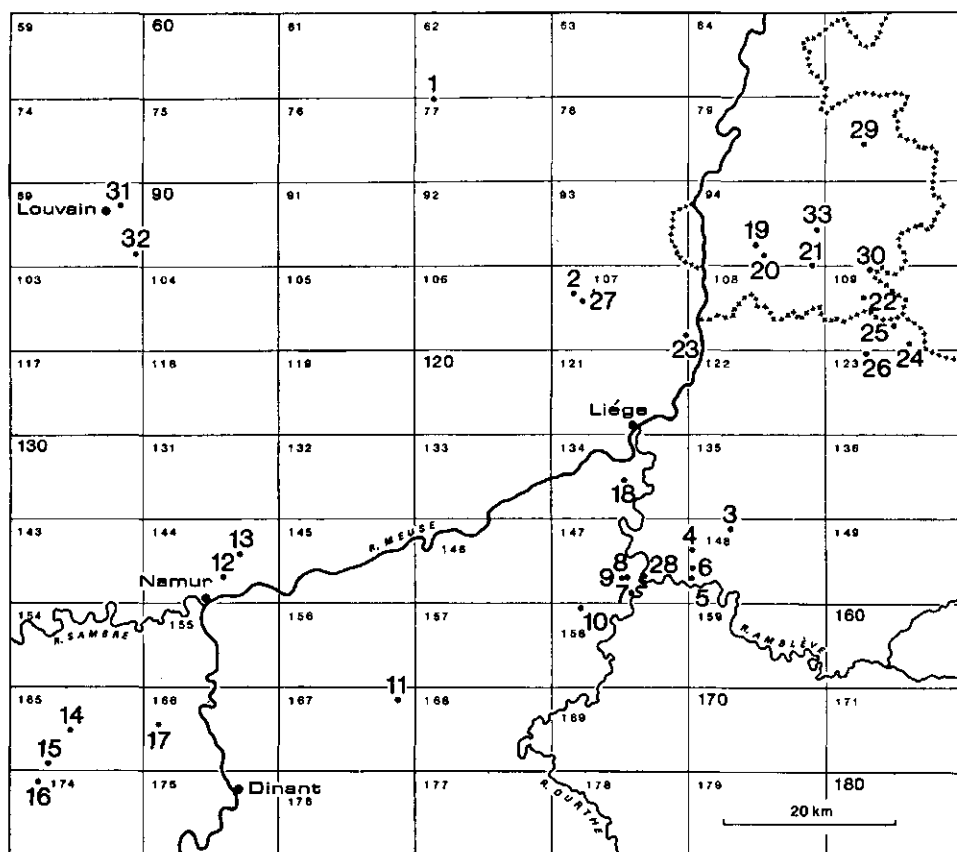 59 60 61 62 63 64
1
74 75 76 77 78 79
29
89 31 90 91 92 93 94
Louvain 33
19
32 20 21 30
103 104 105 106 2 107 108 109
27 22
25
23 24
117 118 119 120 121 122 123 26
Liége
130 131 132 133 134 135 136
18
143 144 145 R. MEUSE 146 147 3 148 149
13 4
12 8 28 6
Namur 9 7 5
154 155 156 157 158 159 160
R. SAMBRE 10 R. AMBLÈVE
165 166 167 11 168 169 170 171
14 17
15
16 174 175 Dinant 176 177 178 179 180
R. OURTHE 20 km